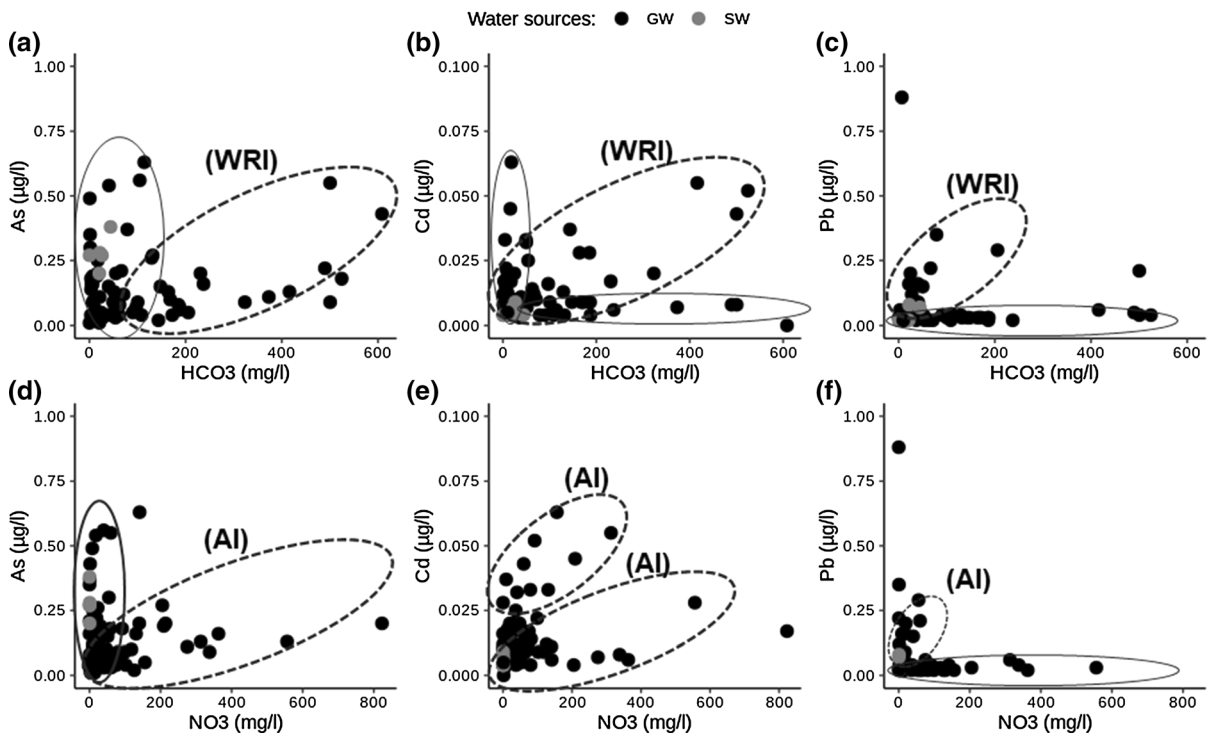 Water sources: GW SW
(a) (b) (c)
1.00 0.100 1.00
0.75 0.075 0.75
(WRI) (WRI) (WRI)
As (µg/l) Cd (µg/l) Pb (µg/l)
0.50 0.050 0.50
0.25 0.025 0.25
0.00 0.000 0.00
0 200 400 600 0 200 400 600 0 200 400 600
HCO3 (mg/l) HCO3 (mg/l) HCO3 (mg/l)
(d) (e) (f)
1.00 0.100 1.00
0.75 0.075 0.75
(AI) (AI) (AI) (AI)
As (µg/l) Cd (µg/l) Pb (µg/l)
0.50 0.050 0.50
0.25 0.025 0.25
0.00 0.000 0.00
0 200 400 600 800 0 200 400 600 800 0 200 400 600 800
NO3 (mg/l) NO3 (mg/l) NO3 (mg/l)